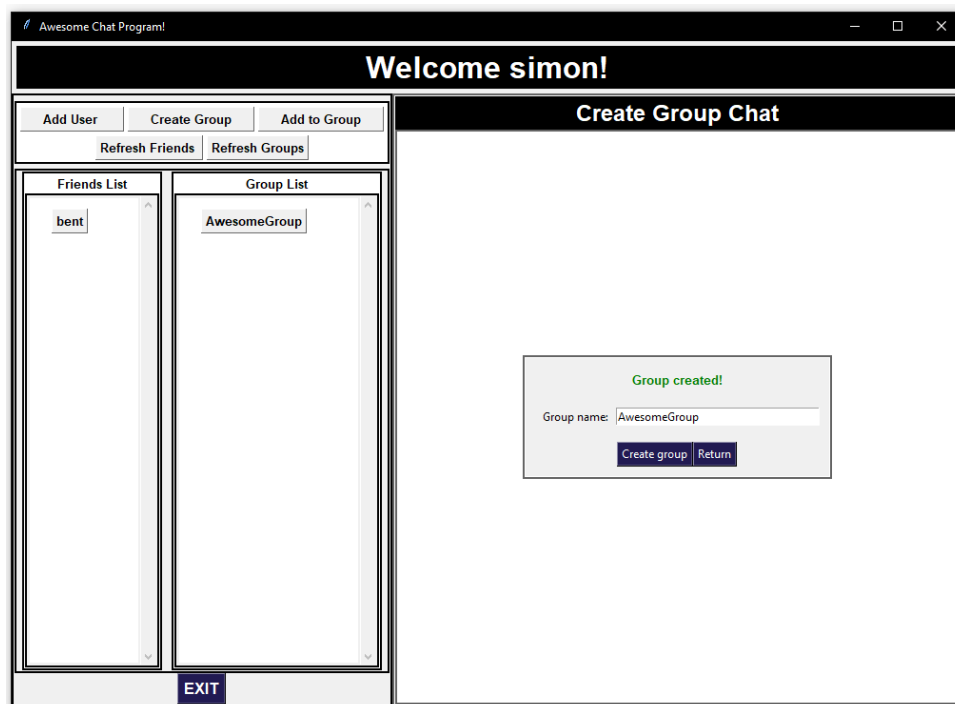 Awesome Chat Program!
Welcome simon!
Add User Create Group Add to Group
Refresh Friends Refresh Groups
Friends List Group List
bent AwesomeGroup
EXIT
Create Group Chat
Group created!
Group name: AwesomeGroup
Create group Return